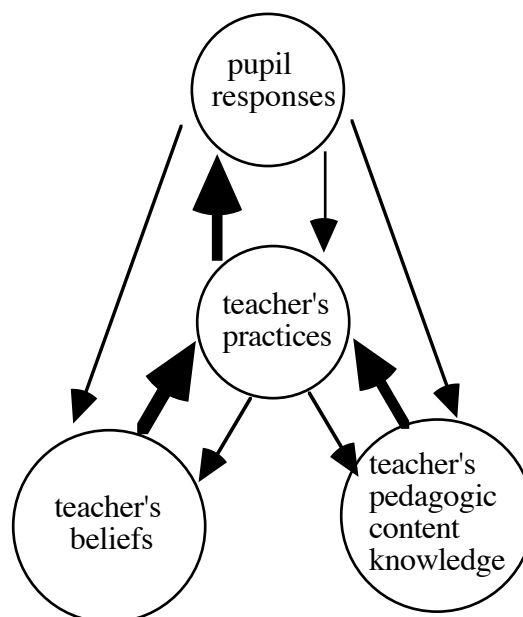 pupil
responses
teacher's
practices
teacher's
beliefs
teacher's
pedagogic
content
knowledge